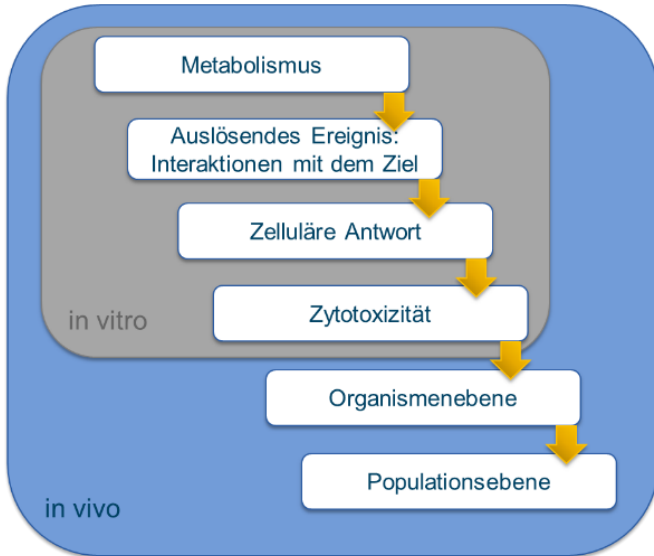 Metabolismus
Auslösendes Ereignis:
Interaktionen mit dem Ziel
Zelluläre Antwort
Zytotoxizität
in vitro
Organismenebene
Populationsebene
in vivo